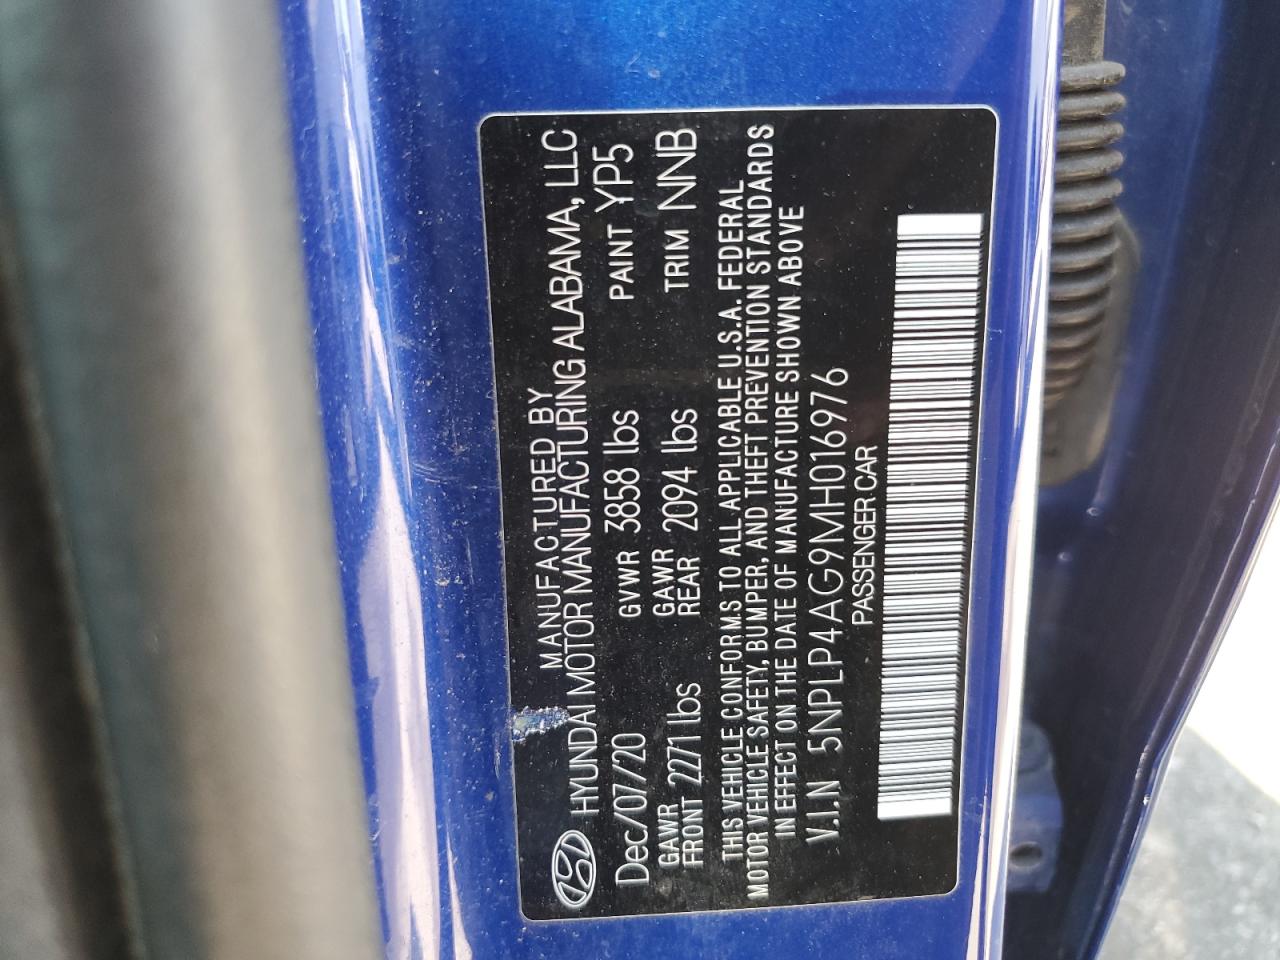 MANUFACTURED BY
HYUNDAI MOTOR MANUFACTURING ALABAMA, LLC
Dec/07/20 GVWR 3858 lbs PAINT YP5
GAWR FRONT 2271 lbs GAWR REAR 2094 lbs TRIM NNB
THIS VEHICLE CONFORMS TO ALL APPLICABLE U.S.A. FEDERAL
MOTOR VEHICLE SAFETY, BUMPER, AND THEFT PREVENTION STANDARDS
IN EFFECT ON THE DATE OF MANUFACTURE SHOWN ABOVE
V.I.N 5NPLP4AG9MH016976
PASSENGER CAR